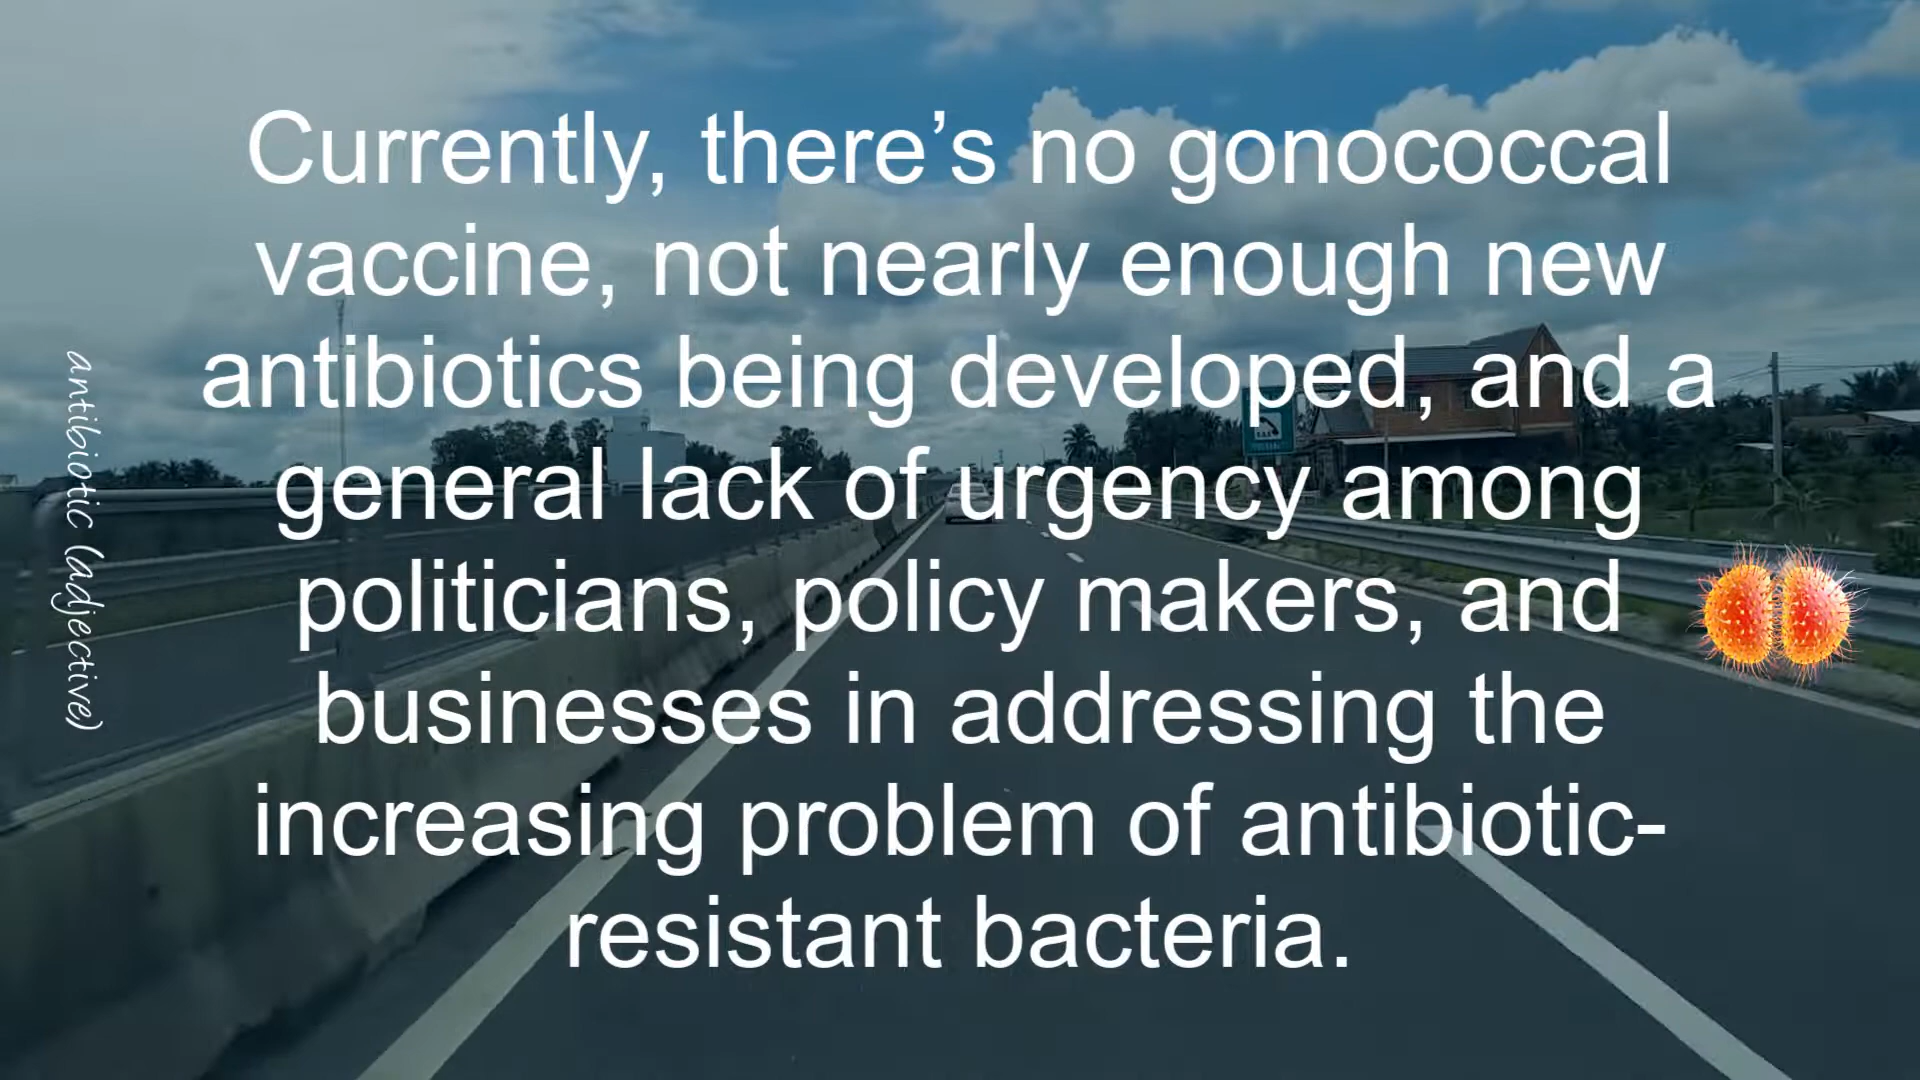 Currently, there’s no gonococcal
vaccine, not nearly enough new
antibiotics being developed, and a
general lack of urgency among
politicians, policy makers, and
businesses in addressing the
increasing problem of antibiotic-
resistant bacteria.
antibiotic (adjective)